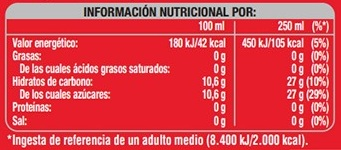 INFORMACIÓN NUTRICIONAL POR:
100 ml 250 ml (%*)
Valor energético: 180 kJ/42 kcal 450 kJ/105 kcal (5%)
Grasas: 0 g 0 g (0%)
De las cuales ácidos grasos saturados: 0 g 0 g (0%)
Hidratos de carbono: 10,6 g 27 g (10%)
De los cuales azúcares: 10,6 g 27 g (29%)
Proteínas: 0 g 0 g (0%)
Sal: 0 g 0 g (0%)
*Ingesta de referencia de un adulto medio (8.400 kJ/2.000 kcal).